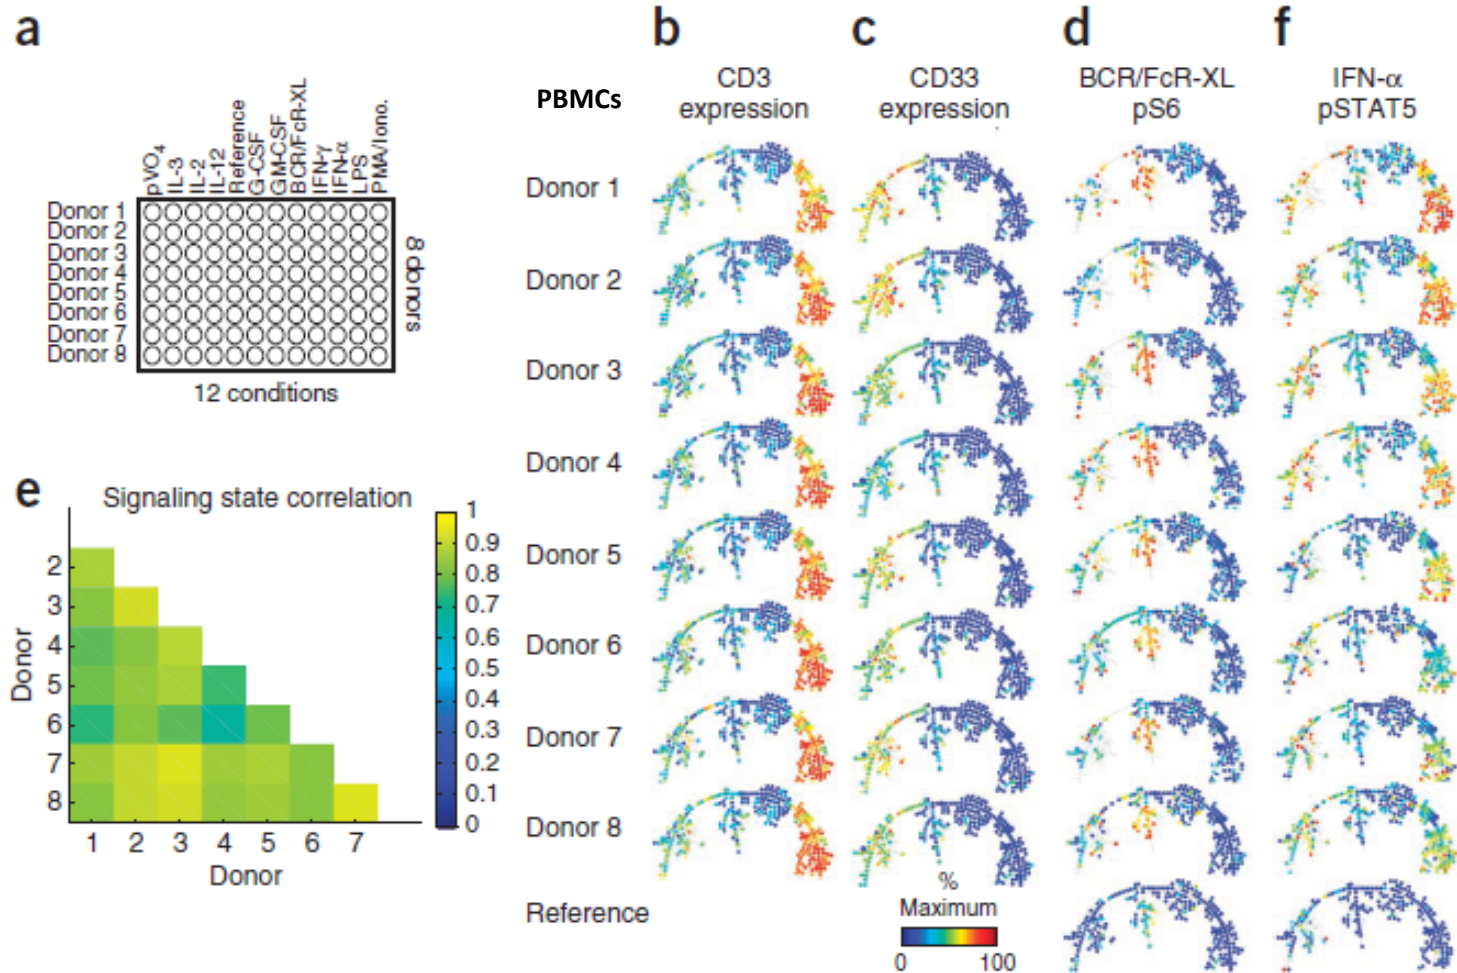 a
pVO4
IL-3
IL-2
IL-12
Reference
G-CSF
GM-CSF
BCR/FcR-XL
IFN-γ
IFN-α
LPS
PMA/Iono.
Donor 1
Donor 2
Donor 3
Donor 4
Donor 5
Donor 6
Donor 7
Donor 8
8 donors
12 conditions
e
Signaling state correlation
Donor
2
3
4
5
6
7
8
1 2 3 4 5 6 7
Donor
1
0.9
0.8
0.7
0.6
0.5
0.4
0.3
0.2
0.1
0
b c d f
PBMCs
CD3
expression
CD33
expression
BCR/FcR-XL
pS6
IFN-α
pSTAT5
Donor 1
Donor 2
Donor 3
Donor 4
Donor 5
Donor 6
Donor 7
Donor 8
Reference
%
Maximum
0 100